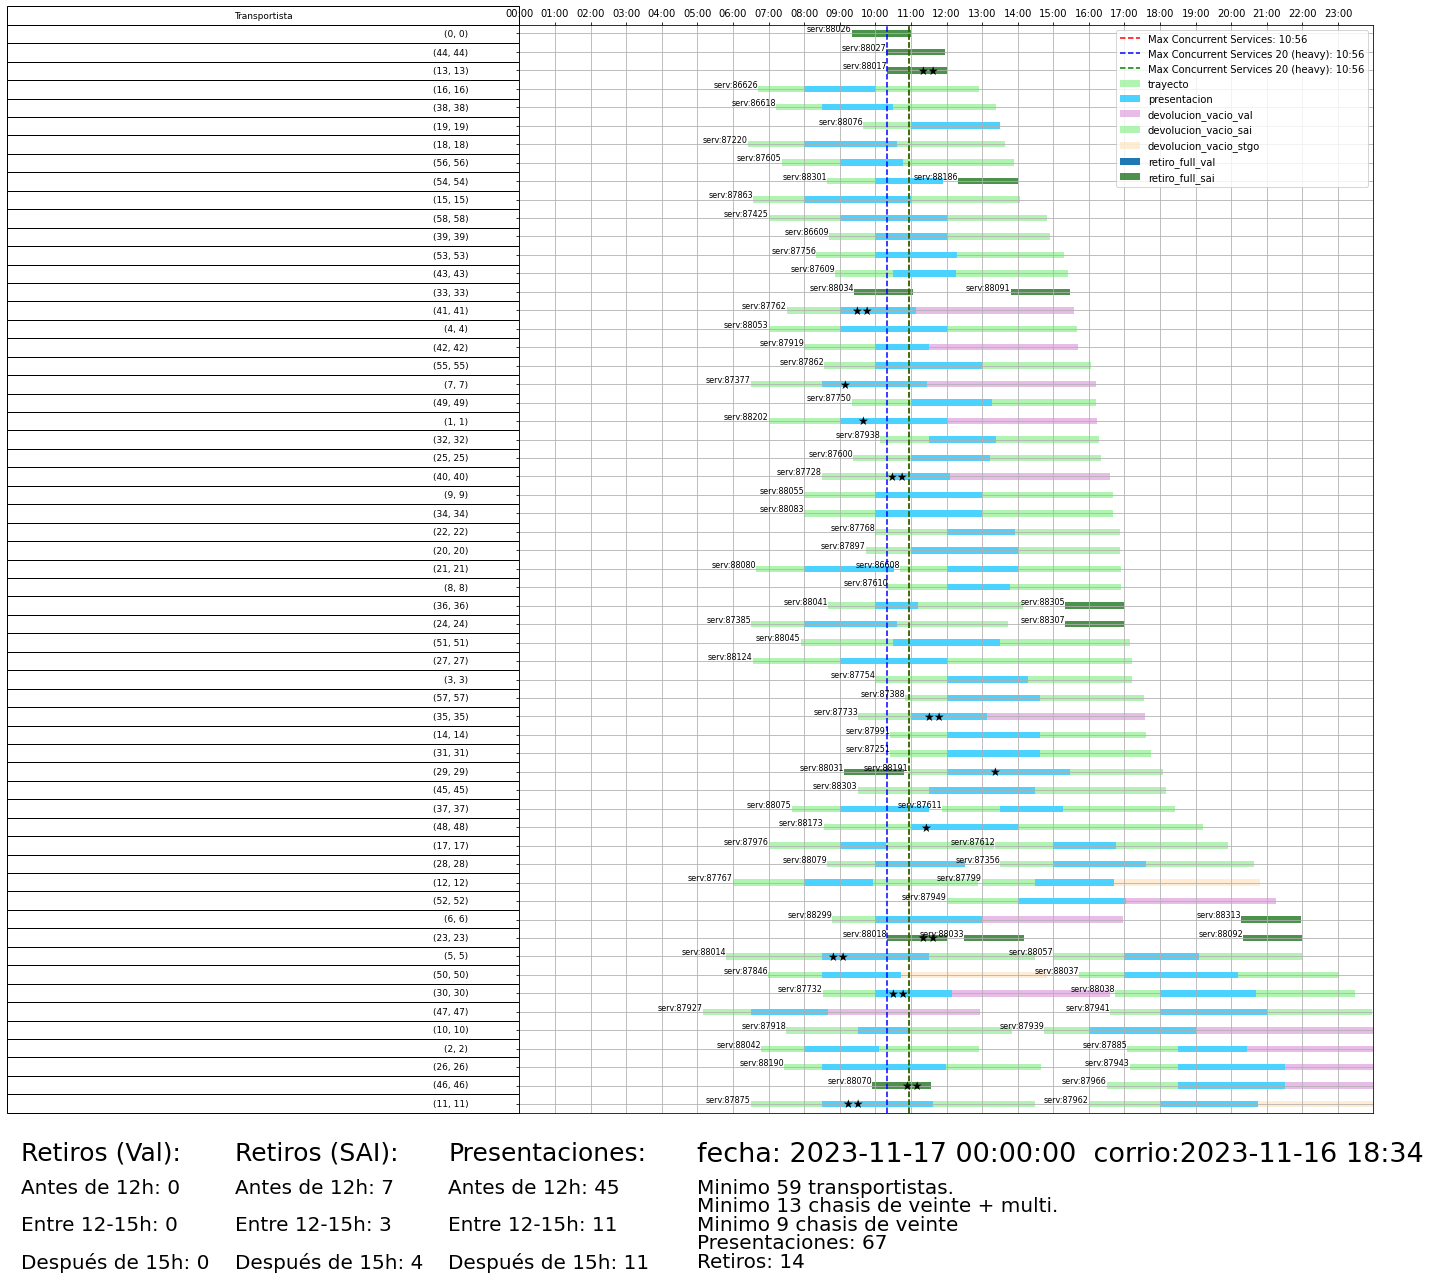 Transportista
00:00 01:00 02:00 03:00 04:00 05:00 06:00 07:00 08:00 09:00 10:00 11:00 12:00 13:00 14:00 15:00 16:00 17:00 18:00 19:00 20:00 21:00 22:00 23:00
Max Concurrent Services: 10:56
Max Concurrent Services 20 (heavy): 10:56
Max Concurrent Services 20 (heavy): 10:56
trayecto
presentacion
devolucion_vacio_val
devolucion_vacio_sai
devolucion_vacio_stgo
retiro_full_val
retiro_full_sai
(0, 0) serv:88026
(44, 44) serv:88027
(13, 13) serv:88017
(16, 16) serv:86626
(38, 38) serv:86618
(19, 19) serv:88076
(18, 18) serv:87220
(56, 56) serv:87605
(54, 54) serv:88301 serv:88186
(15, 15) serv:87863
(58, 58) serv:87425
(39, 39) serv:86609
(53, 53) serv:87756
(43, 43) serv:87609
(33, 33) serv:88034 serv:88091
(41, 41) serv:87762
(4, 4) serv:88053
(42, 42) serv:87919
(55, 55) serv:87862
(7, 7) serv:87377
(49, 49) serv:87750
(1, 1) serv:88202
(32, 32) serv:87938
(25, 25) serv:87600
(40, 40) serv:87728
(9, 9) serv:88055
(34, 34) serv:88083
(22, 22) serv:87768
(20, 20) serv:87897
(21, 21) serv:88080 serv:86608
(8, 8) serv:87610
(36, 36) serv:88041 serv:88305
(24, 24) serv:87385 serv:88307
(51, 51) serv:88045
(27, 27) serv:88124
(3, 3) serv:87754
(57, 57) serv:87388
(35, 35) serv:87733
(14, 14) serv:87991
(31, 31) serv:87251
(29, 29) serv:88031 serv:88191
(45, 45) serv:88303
(37, 37) serv:88075 serv:87611
(48, 48) serv:88173
(17, 17) serv:87976 serv:87612
(28, 28) serv:88079 serv:87356
(12, 12) serv:87767 serv:87799
(52, 52) serv:87949
(6, 6) serv:88299 serv:88313
(23, 23) serv:88018 serv:88033 serv:88092
(5, 5) serv:88014 serv:88057
(50, 50) serv:87846 serv:88037
(30, 30) serv:87732 serv:88038
(47, 47) serv:87927 serv:87941
(10, 10) serv:87918 serv:87939
(2, 2) serv:88042 serv:87885
(26, 26) serv:88190 serv:87943
(46, 46) serv:88070 serv:87966
(11, 11) serv:87875 serv:87962
Retiros (Val):
Antes de 12h: 0
Entre 12-15h: 0
Después de 15h: 0
Retiros (SAI):
Antes de 12h: 7
Entre 12-15h: 3
Después de 15h: 4
Presentaciones:
Antes de 12h: 45
Entre 12-15h: 11
Después de 15h: 11
fecha: 2023-11-17 00:00:00 corrio:2023-11-16 18:34
Minimo 59 transportistas.
Minimo 13 chasis de veinte + multi.
Minimo 9 chasis de veinte
Presentaciones: 67
Retiros: 14